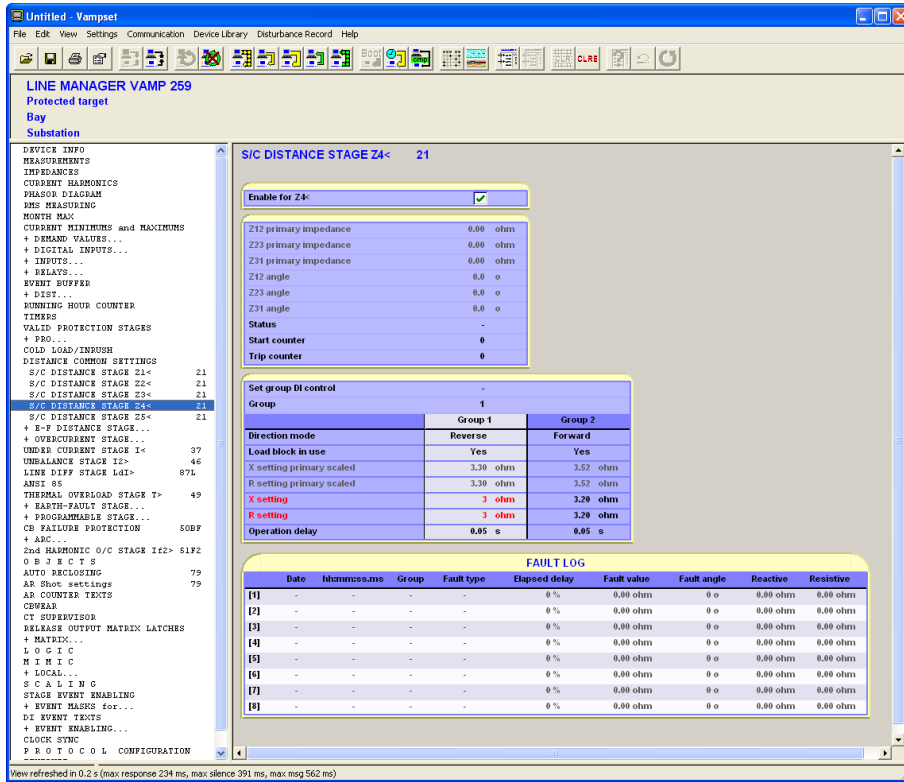 Untitled - Vampset
File Edit View Settings Communication Device Library Disturbance Record Help
Boot omp CLRE
LINE MANAGER VAMP 259
Protected target
Bay
Substation
DEVICE INFO
MEASUREMENTS
IMPEDANCES
CURRENT HARMONICS
PHASOR DIAGRAM
RMS MEASURING
MONTH MAX
CURRENT MINIMUMS and MAXIMUMS
+ DEMAND VALUES...
+ DIGITAL INPUTS...
+ INPUTS...
+ RELAYS...
EVENT BUFFER
+ DIST...
RUNNING HOUR COUNTER
TIMERS
VALID PROTECTION STAGES
+ PRO...
COLD LOAD/INRUSH
DISTANCE COMMON SETTINGS
S/C DISTANCE STAGE Z1< 21
S/C DISTANCE STAGE Z2< 21
S/C DISTANCE STAGE Z3< 21
S/C DISTANCE STAGE Z4< 21
S/C DISTANCE STAGE Z5< 21
+ E-F DISTANCE STAGE...
+ OVERCURRENT STAGE...
UNDER CURRENT STAGE I< 37
UNBALANCE STAGE I2> 46
LINE DIFF STAGE LdI> 87L
ANSI 85
THERMAL OVERLOAD STAGE T> 49
+ EARTH-FAULT STAGE...
+ PROGRAMMABLE STAGE...
CB FAILURE PROTECTION 50BF
+ ARC...
2nd HARMONIC O/C STAGE If2> 51F2
O B J E C T S
AUTO RECLOSING 79
AR Shot settings 79
AR COUNTER TEXTS
CBWEAR
CT SUPERVISOR
RELEASE OUTPUT MATRIX LATCHES
+ MATRIX...
L O G I C
M I M I C
+ LOCAL...
S C A L I N G
STAGE EVENT ENABLING
+ EVENT MASKS for...
DI EVENT TEXTS
+ EVENT ENABLING...
CLOCK SYNC
P R O T O C O L CONFIGURATION
S/C DISTANCE STAGE Z4< 21
Enable for Z4<
Z12 primary impedance 0.00 ohm
Z23 primary impedance 0.00 ohm
Z31 primary impedance 0.00 ohm
Z12 angle 0.0 o
Z23 angle 0.0 o
Z31 angle 0.0 o
Status -
Start counter 0
Trip counter 0
Set group DI control -
Group 1
Group 1 Group 2
Direction mode Reverse Forward
Load block in use Yes Yes
X setting primary scaled 3.30 ohm 3.52 ohm
R setting primary scaled 3.30 ohm 3.52 ohm
X setting 3 ohm 3.20 ohm
R setting 3 ohm 3.20 ohm
Operation delay 0.05 s 0.05 s
FAULT LOG
Date hh:mm:ss.ms Group Fault type Elapsed delay Fault value Fault angle Reactive Resistive
[1] - - - - 0 % 0.00 ohm 0 o 0.00 ohm 0.00 ohm
[2] - - - - 0 % 0.00 ohm 0 o 0.00 ohm 0.00 ohm
[3] - - - - 0 % 0.00 ohm 0 o 0.00 ohm 0.00 ohm
[4] - - - - 0 % 0.00 ohm 0 o 0.00 ohm 0.00 ohm
[5] - - - - 0 % 0.00 ohm 0 o 0.00 ohm 0.00 ohm
[6] - - - - 0 % 0.00 ohm 0 o 0.00 ohm 0.00 ohm
[7] - - - - 0 % 0.00 ohm 0 o 0.00 ohm 0.00 ohm
[8] - - - - 0 % 0.00 ohm 0 o 0.00 ohm 0.00 ohm
View refreshed in 0.2 s (max response 234 ms, max silence 391 ms, max msg 562 ms)